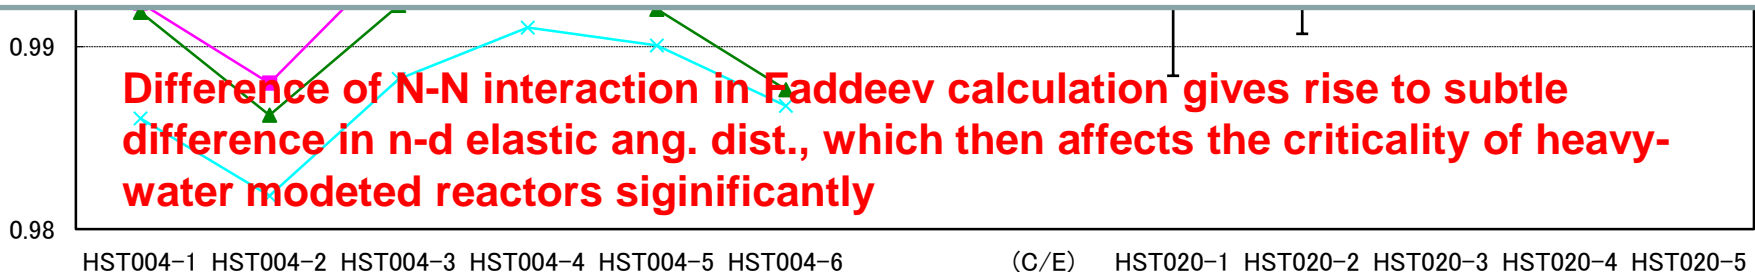 0.99
Difference of N-N interaction in Faddeev calculation gives rise to subtle
difference in n-d elastic ang. dist., which then affects the criticality of heavy-
water modeted reactors siginificantly
0.98
HST004-1 HST004-2 HST004-3 HST004-4 HST004-5 HST004-6 (C/E) HST020-1 HST020-2 HST020-3 HST020-4 HST020-5